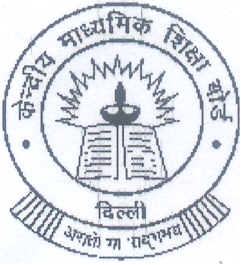 केन्द्रीय माध्यमिक शिक्षा बोर्ड
दिल्ली
असतो मा सद्गमय